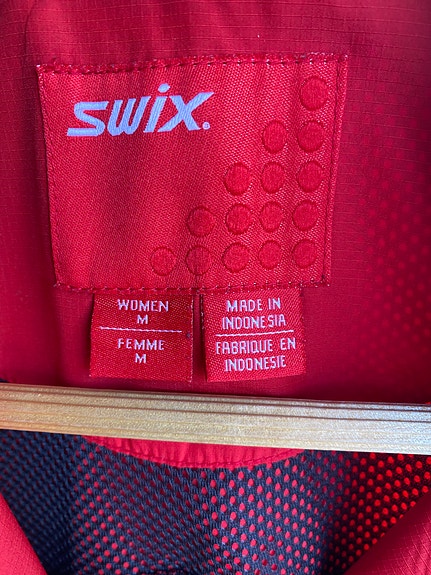 SWIX.
WOMEN
M
FEMME
M
MADE IN
INDONESIA
FABRIQUE EN
INDONESIE